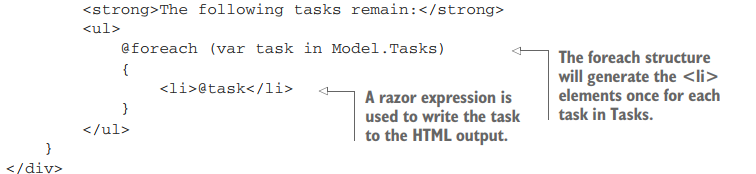 <strong>The following tasks remain:</strong>
<ul>
@foreach (var task in Model.Tasks)
{
<li>@task</li>
}
</ul>
}
</div>
The foreach structure
will generate the <li>
elements once for each
task in Tasks.
A razor expression is
used to write the task
to the HTML output.